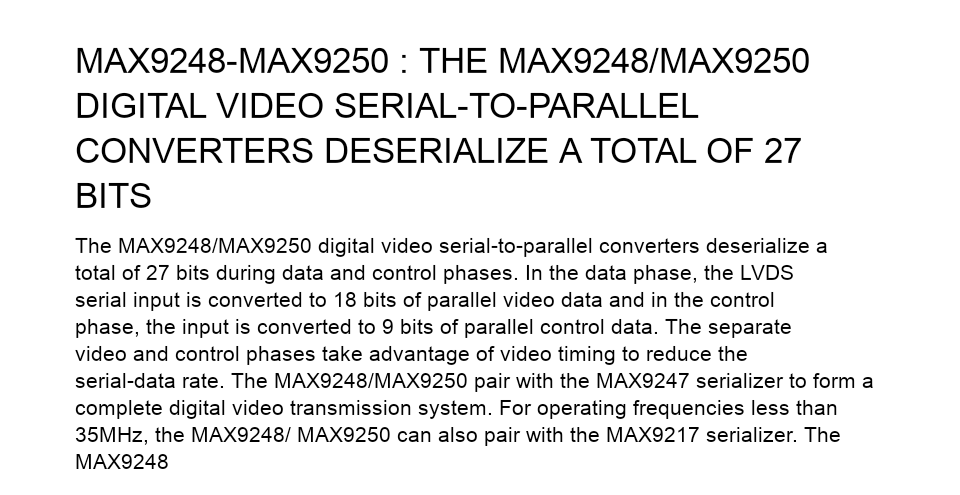 MAX9248-MAX9250 : THE MAX9248/MAX9250
DIGITAL VIDEO SERIAL-TO-PARALLEL
CONVERTERS DESERIALIZE A TOTAL OF 27
BITS
The MAX9248/MAX9250 digital video serial-to-parallel converters deserialize a
total of 27 bits during data and control phases. In the data phase, the LVDS
serial input is converted to 18 bits of parallel video data and in the control
phase, the input is converted to 9 bits of parallel control data. The separate
video and control phases take advantage of video timing to reduce the
serial-data rate. The MAX9248/MAX9250 pair with the MAX9247 serializer to form a
complete digital video transmission system. For operating frequencies less than
35MHz, the MAX9248/ MAX9250 can also pair with the MAX9217 serializer. The
MAX9248